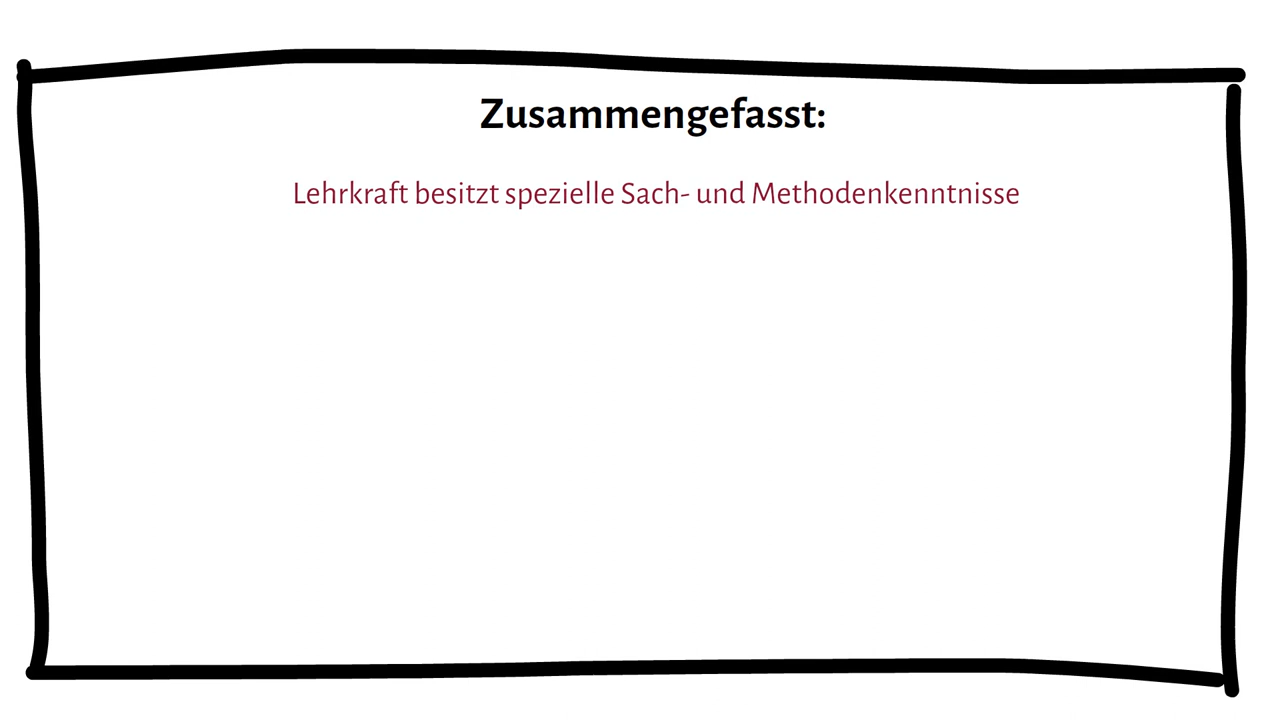 Zusammengefasst:
Lehrkraft besitzt spezielle Sach- und Methodenkenntnisse